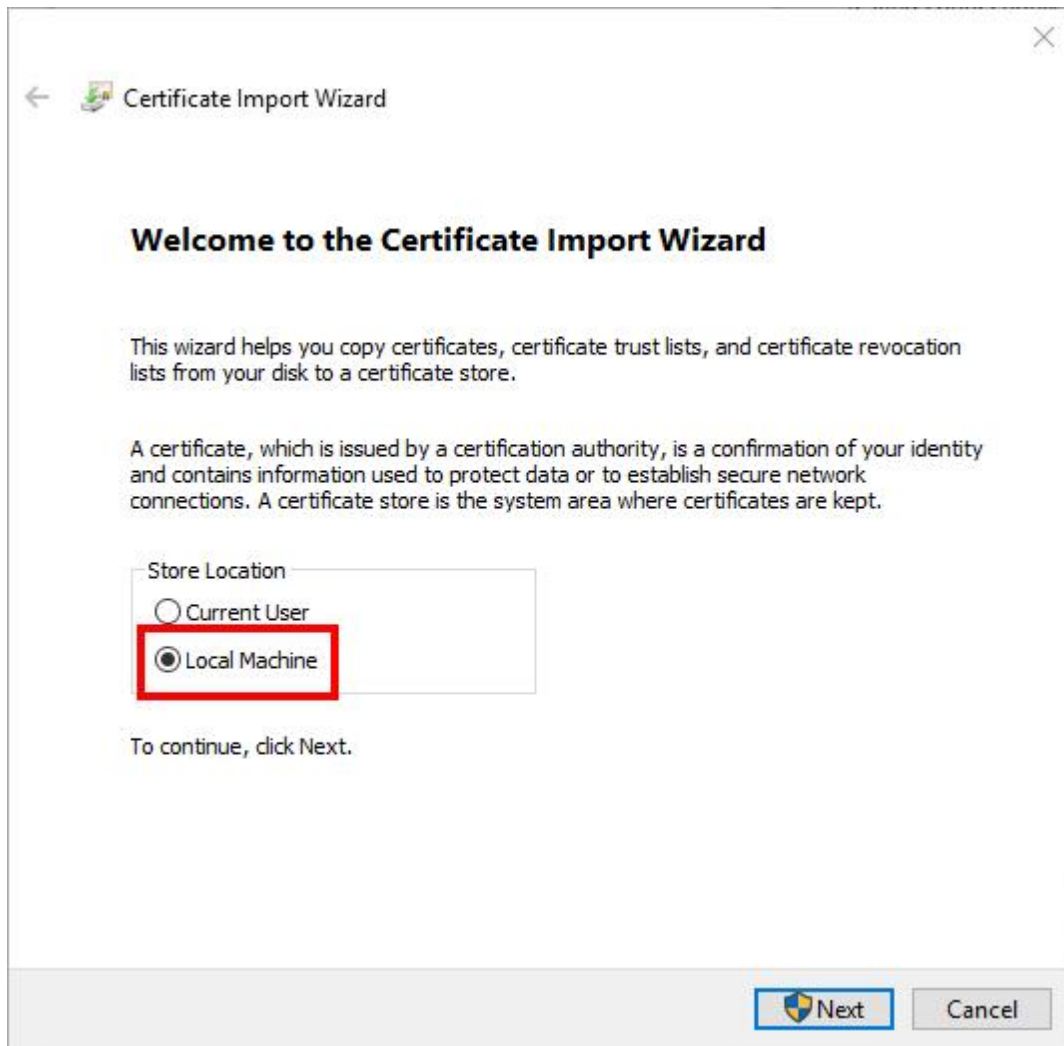 Certificate Import Wizard
Welcome to the Certificate Import Wizard
This wizard helps you copy certificates, certificate trust lists, and certificate revocation
lists from your disk to a certificate store.
A certificate, which is issued by a certification authority, is a confirmation of your identity
and contains information used to protect data or to establish secure network
connections. A certificate store is the system area where certificates are kept.
Store Location
Current User
Local Machine
To continue, click Next.
Next
Cancel